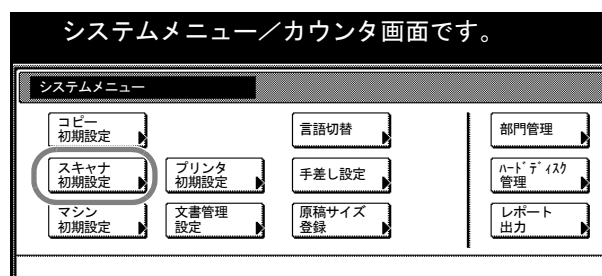 システムメニュー／カウンタ画面です。
システムメニュー
コピー
初期設定
言語切替
部門管理
スキャナ
初期設定
プリンタ
初期設定
手差し設定
ﾊｰﾄﾞﾃﾞｨｽｸ
管理
マシン
初期設定
文書管理
設定
原稿サイズ
登録
レポート
出力